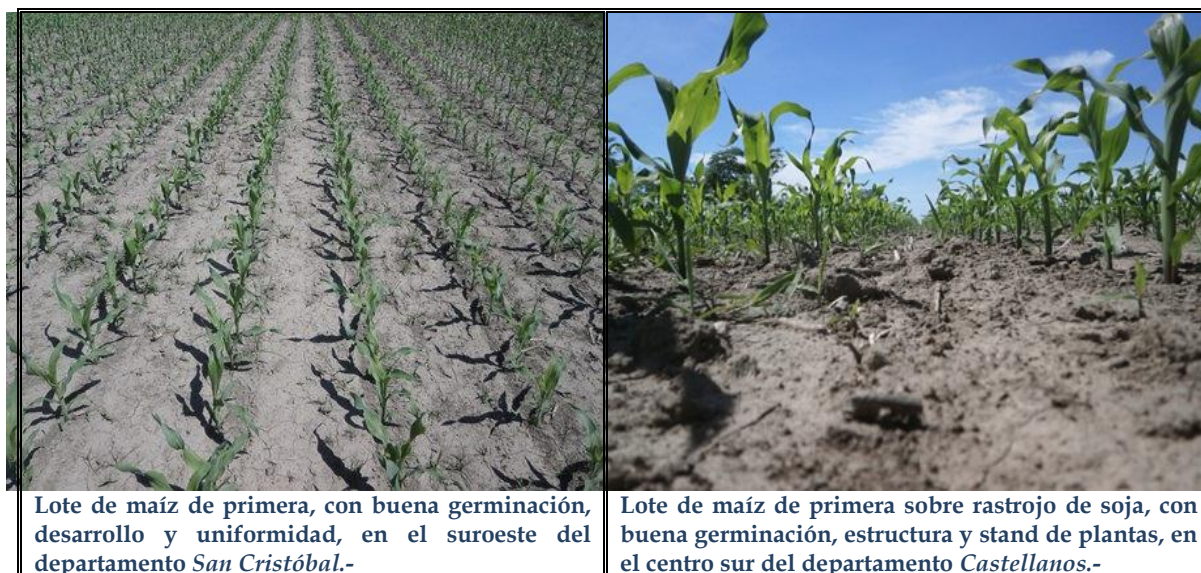 Lote de maíz de primera, con buena germinación,
desarrollo y uniformidad, en el suroeste del
departamento San Cristóbal.-
Lote de maíz de primera sobre rastrojo de soja, con
buena germinación, estructura y stand de plantas, en
el centro sur del departamento Castellanos.-